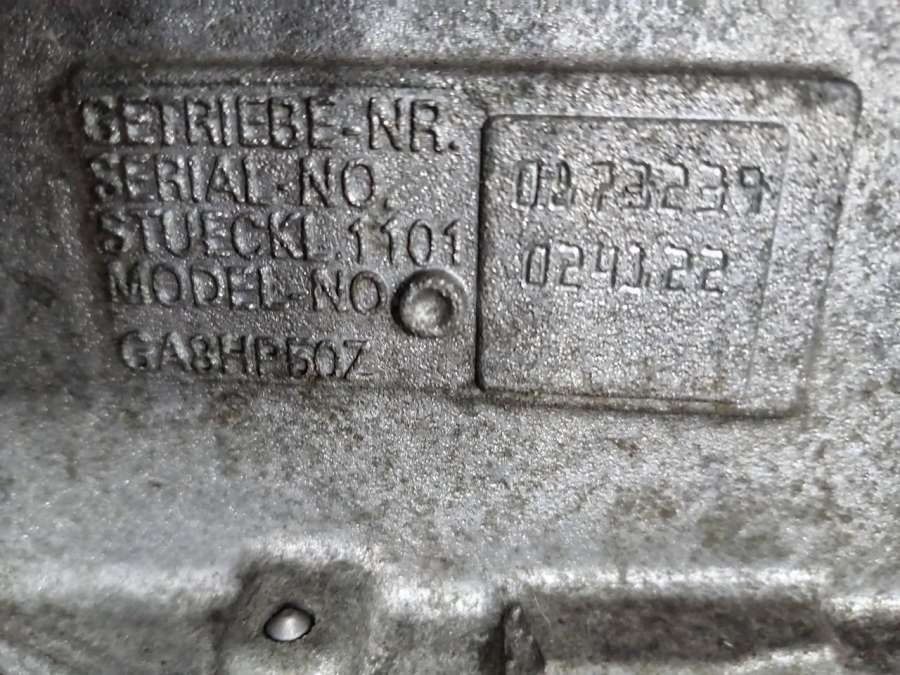 GETRIEBE-NR.
SERIAL-NO.
STUECKL.1101
MODEL-NO
GA8HP50Z
0173239
024122